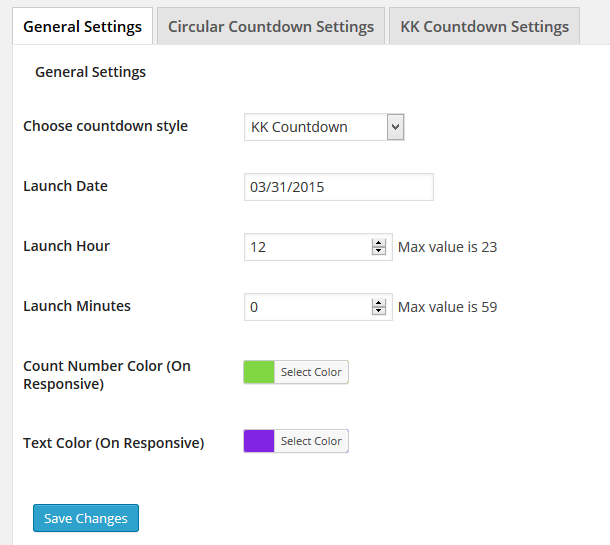 General Settings
Circular Countdown Settings
KK Countdown Settings
General Settings
Choose countdown style
KK Countdown
Launch Date
03/31/2015
Launch Hour
12
Max value is 23
Launch Minutes
0
Max value is 59
Count Number Color (On
Responsive)
Select Color
Text Color (On Responsive)
Select Color
Save Changes